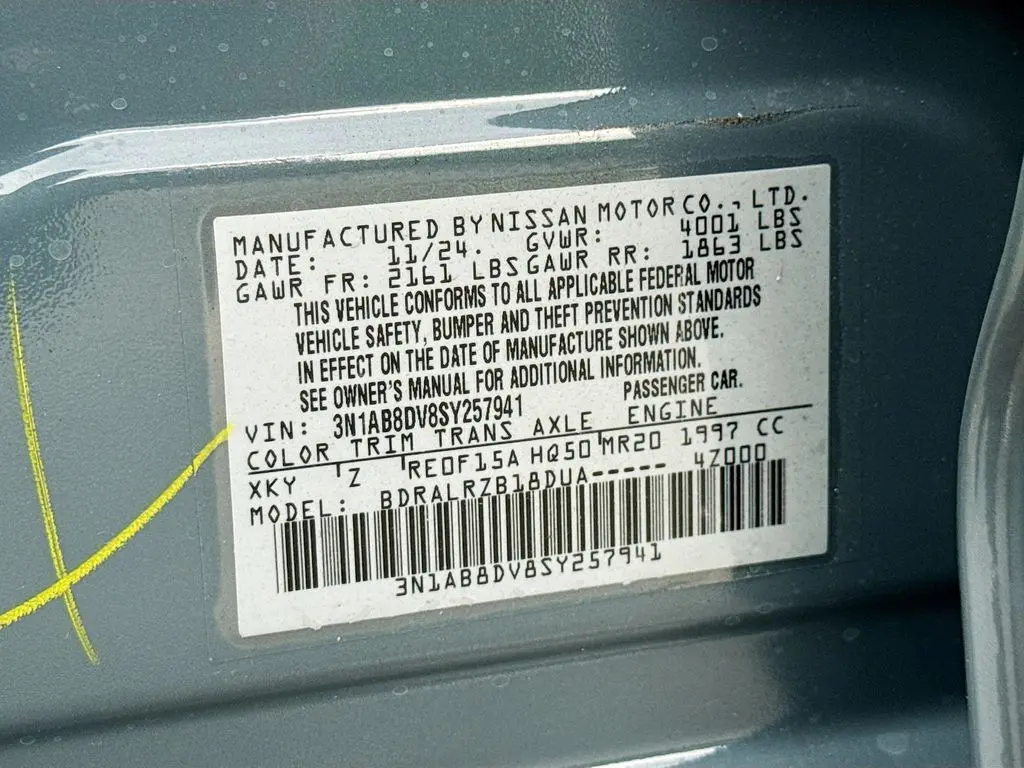 MANUFACTURED BY NISSAN MOTOR CO., LTD.
DATE: 11/24. GVWR: 4001 LBS
GAWR FR: 2161 LBS GAWR RR: 1863 LBS
THIS VEHICLE CONFORMS TO ALL APPLICABLE FEDERAL MOTOR
VEHICLE SAFETY, BUMPER AND THEFT PREVENTION STANDARDS
IN EFFECT ON THE DATE OF MANUFACTURE SHOWN ABOVE.
SEE OWNER'S MANUAL FOR ADDITIONAL INFORMATION.
VIN: 3N1AB8DV8SY257941 PASSENGER CAR.
COLOR TRIM TRANS AXLE ENGINE
XKY Z RE0F15A HQ50 MR20 1997 CC
MODEL: BDRALRZB18DUA----- 4Z000
3N1AB8DV8SY257941